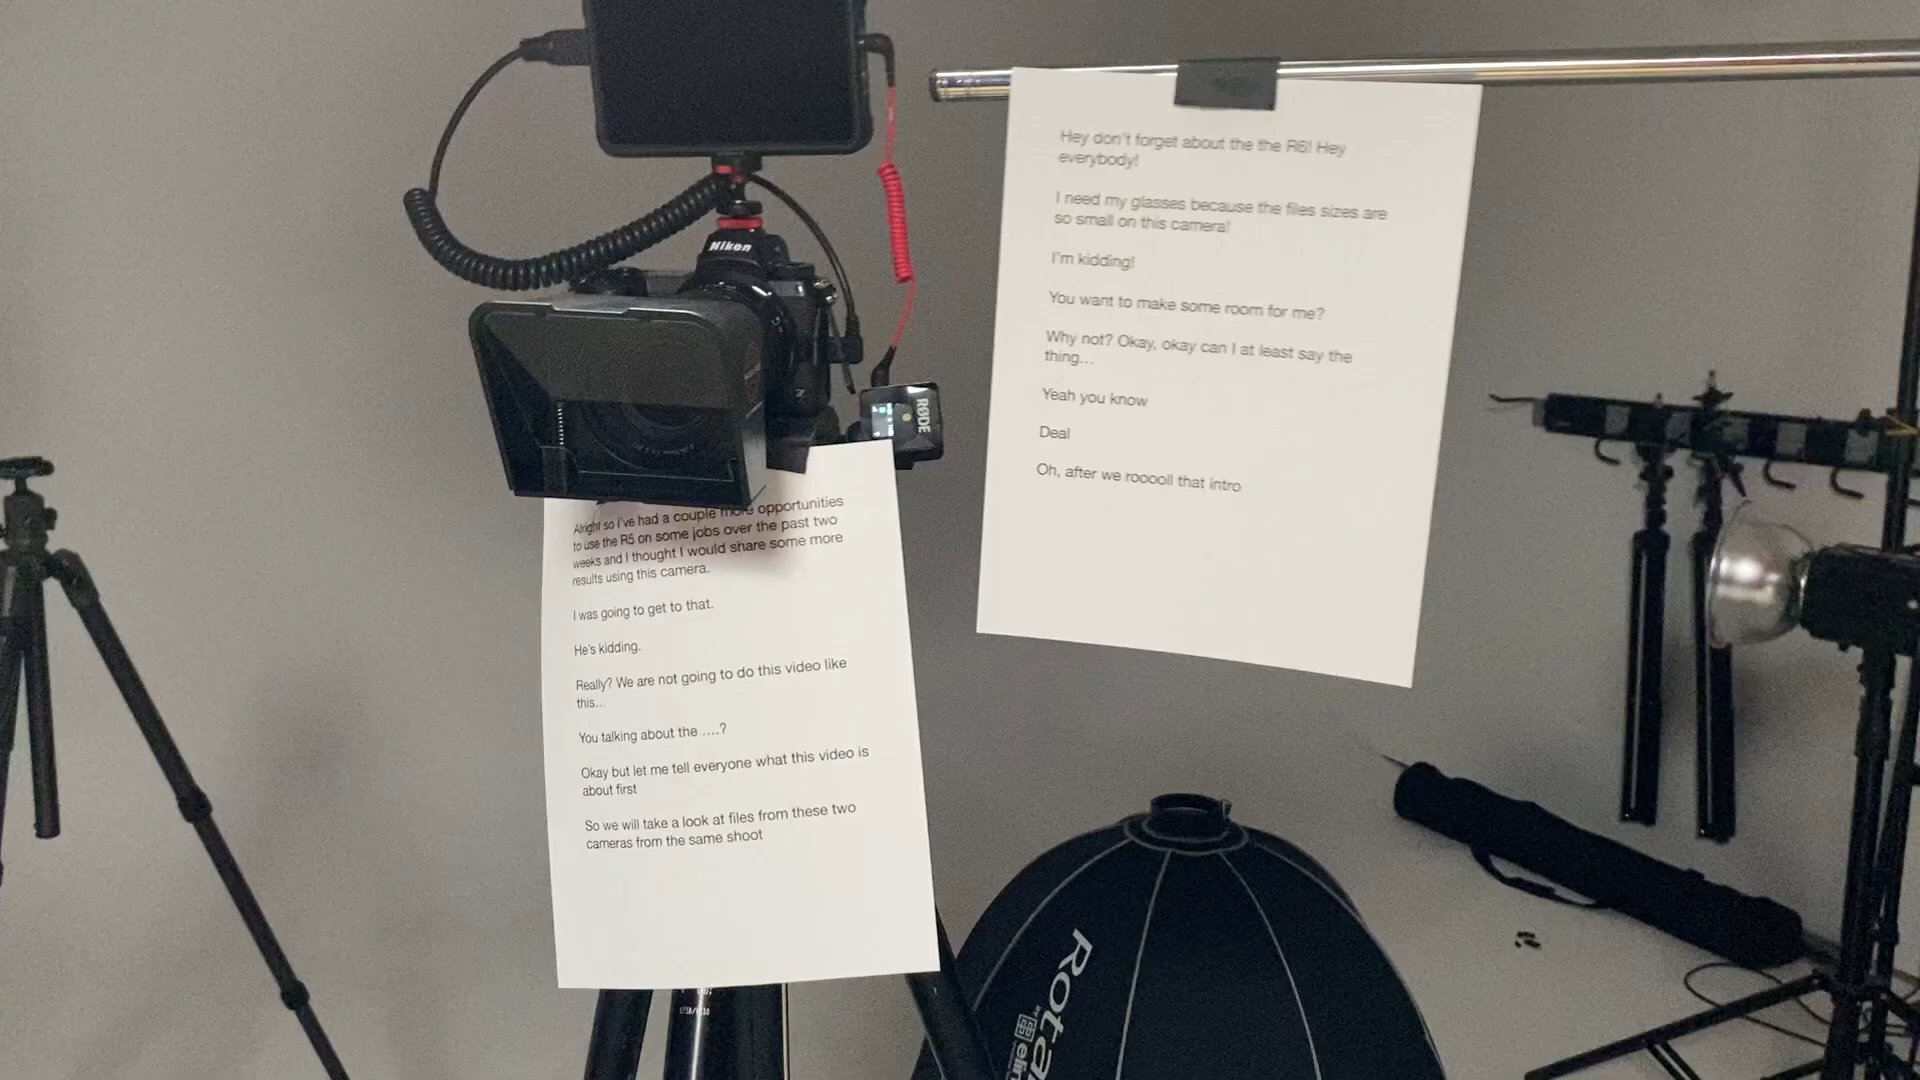 Nikon
Z
RØDE
Alright so I've had a couple more opportunities
to use the R5 on some jobs over the past two
weeks and I thought I would share some more
results using this camera.
I was going to get to that.
He's kidding.
Really? We are not going to do this video like
this...
You talking about the ....?
Okay but let me tell everyone what this video is
about first
So we will take a look at files from these two
cameras from the same shoot
Hey don't forget about the the R6! Hey
everybody!
I need my glasses because the files sizes are
so small on this camera!
I'm kidding!
You want to make some room for me?
Why not? Okay, okay can I at least say the
thing...
Yeah you know
Deal
Oh, after we rooooll that intro
Rota
BY
elin